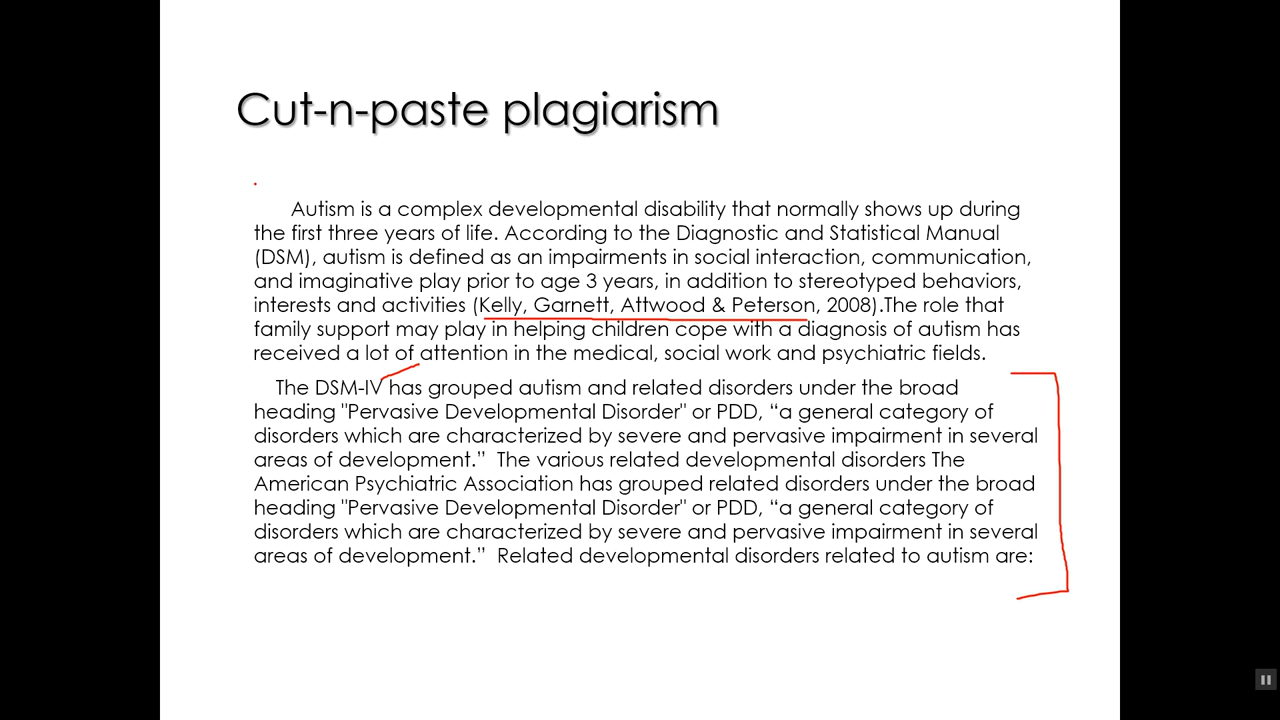 Cut-n-paste plagiarism
Autism is a complex developmental disability that normally shows up during
the first three years of life. According to the Diagnostic and Statistical Manual
(DSM), autism is defined as an impairments in social interaction, communication,
and imaginative play prior to age 3 years, in addition to stereotyped behaviors,
interests and activities (Kelly, Garnett, Attwood & Peterson, 2008).The role that
family support may play in helping children cope with a diagnosis of autism has
received a lot of attention in the medical, social work and psychiatric fields.
The DSM-IV has grouped autism and related disorders under the broad
heading "Pervasive Developmental Disorder" or PDD, “a general category of
disorders which are characterized by severe and pervasive impairment in several
areas of development.”  The various related developmental disorders The
American Psychiatric Association has grouped related disorders under the broad
heading "Pervasive Developmental Disorder" or PDD, “a general category of
disorders which are characterized by severe and pervasive impairment in several
areas of development.”  Related developmental disorders related to autism are: